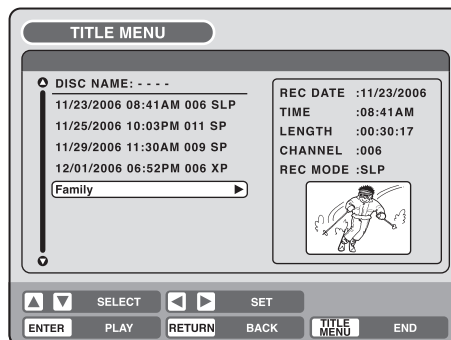 TITLE MENU
DISC NAME: - - - -
11/23/2006 08:41AM 006 SLP
11/25/2006 10:03PM 011 SP
11/29/2006 11:30AM 009 SP
12/01/2006 06:52PM 006 XP
Family
REC DATE :11/23/2006
TIME :08:41AM
LENGTH :00:30:17
CHANNEL :006
REC MODE :SLP
SELECT SET
ENTER PLAY RETURN BACK TITLE MENU END